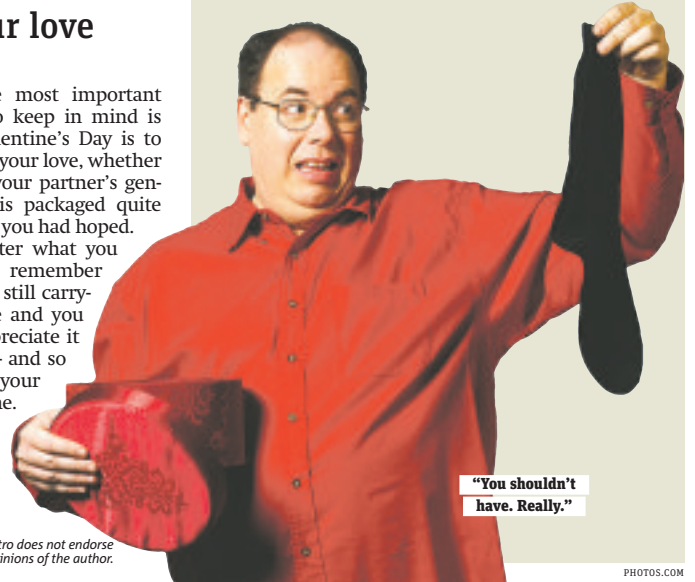 ur love
most important
o keep in mind is
entine's Day is to
your love, whether
your partner's gen-
is packaged quite
you had hoped.
ter what you
remember
still carry-
e and you
reciate it
- and so
your
ne.
tro does not endorse
inions of the author.
“You shouldn’t
have. Really.”
PHOTOS.COM